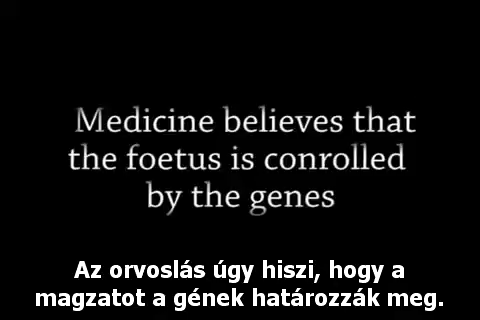 Medicine believes that
the foetus is conrolled
by the genes
Az orvoslás úgy hiszi, hogy a
magzatot a gének határozzák meg.